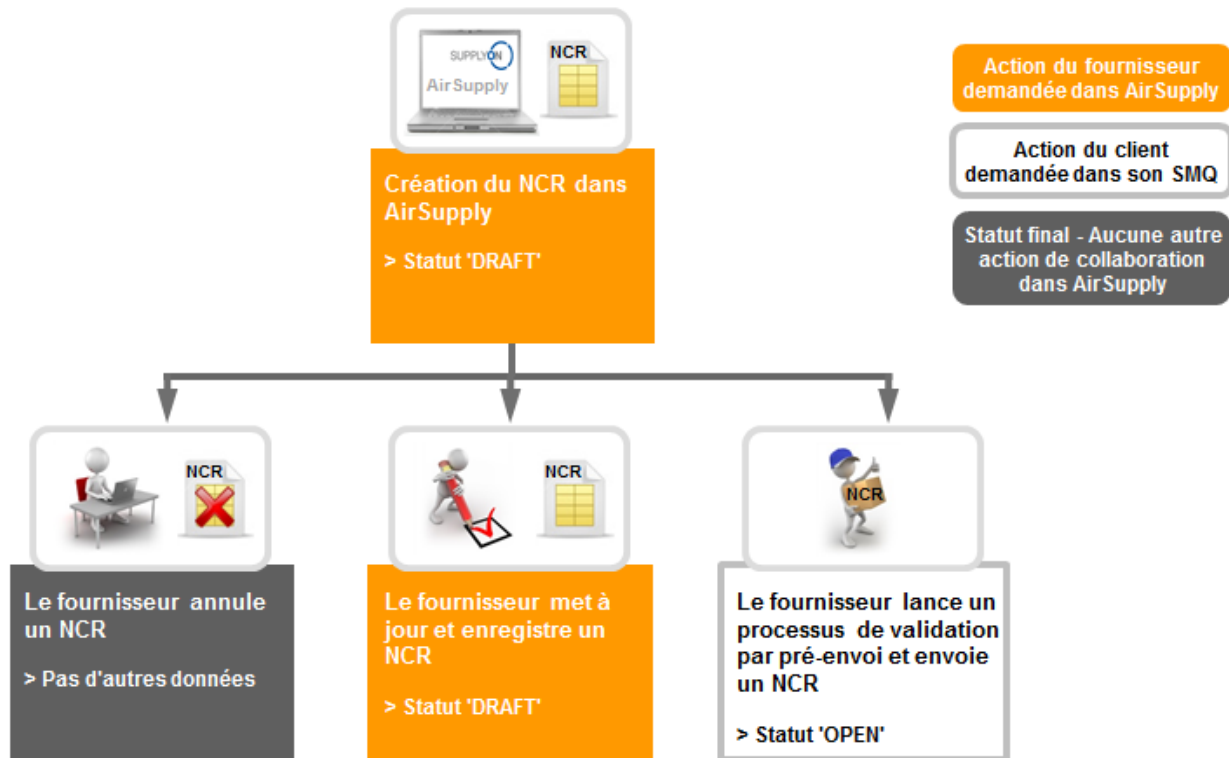 SUPPLYON
AirSupply
NCR
Création du NCR dans
AirSupply
> Statut 'DRAFT'
Action du fournisseur
demandée dans AirSupply
Action du client
demandée dans son SMQ
Statut final - Aucune autre
action de collaboration
dans AirSupply
NCR
Le fournisseur annule
un NCR
> Pas d'autres données
NCR
Le fournisseur met à
jour et enregistre un
NCR
> Statut 'DRAFT'
NCR
Le fournisseur lance un
processus de validation
par pré-envoi et envoie
un NCR
> Statut 'OPEN'